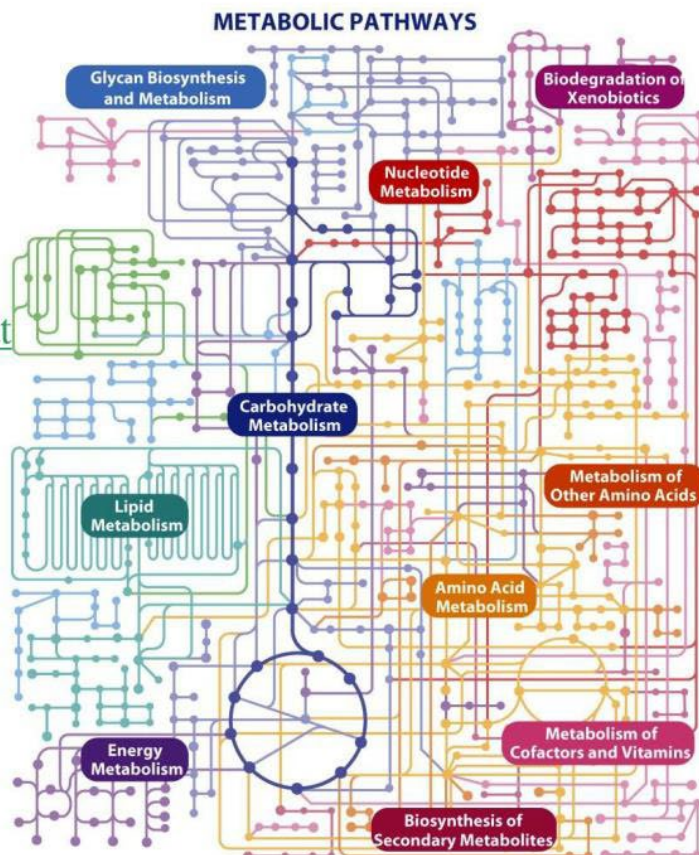 METABOLIC PATHWAYS
Glycan Biosynthesis
and Metabolism
Biodegradation of
Xenobiotics
Nucleotide
Metabolism
t
Carbohydrate
Metabolism
Lipid
Metabolism
Metabolism of
Other Amino Acids
Amino Acid
Metabolism
Energy
Metabolism
Metabolism of
Cofactors and Vitamins
Biosynthesis of
Secondary Metabolites